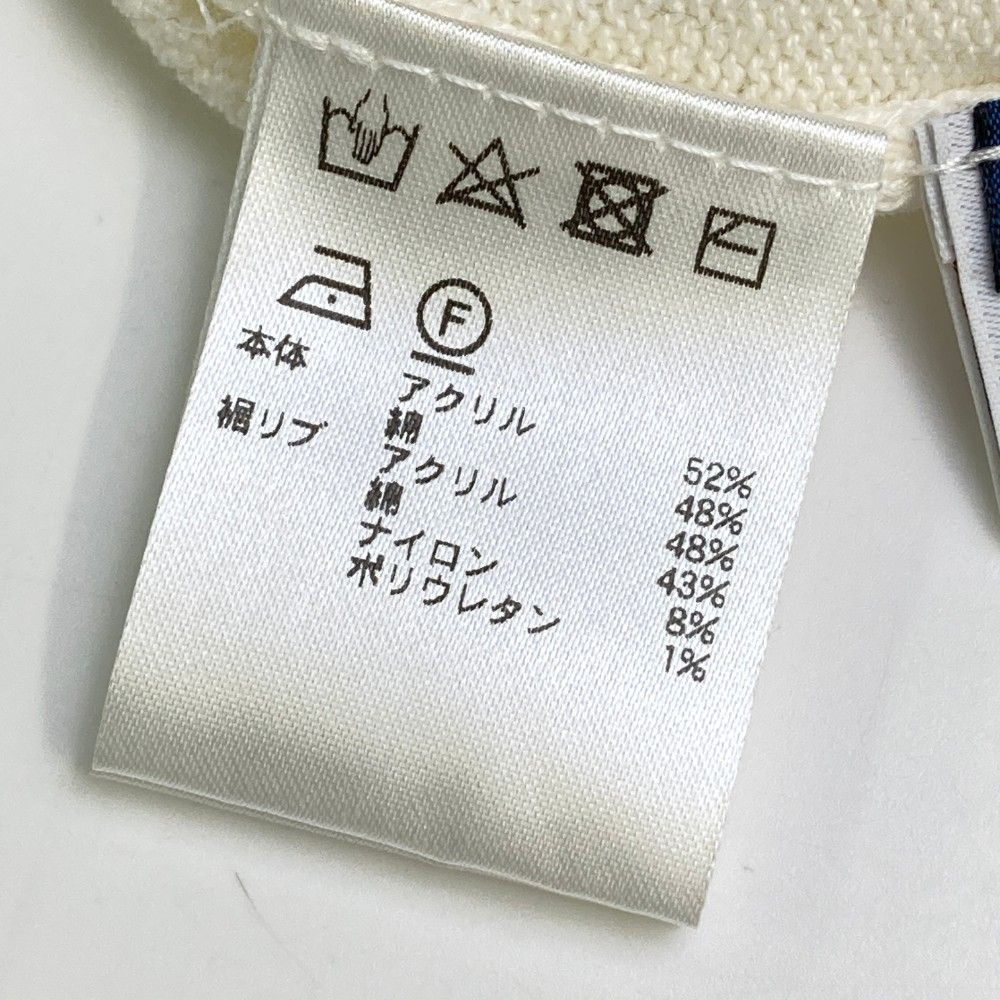 F
本体 アクリル 52%
綿 48%
裾リブ アクリル 48%
綿 43%
ナイロン 8%
ポリウレタン 1%